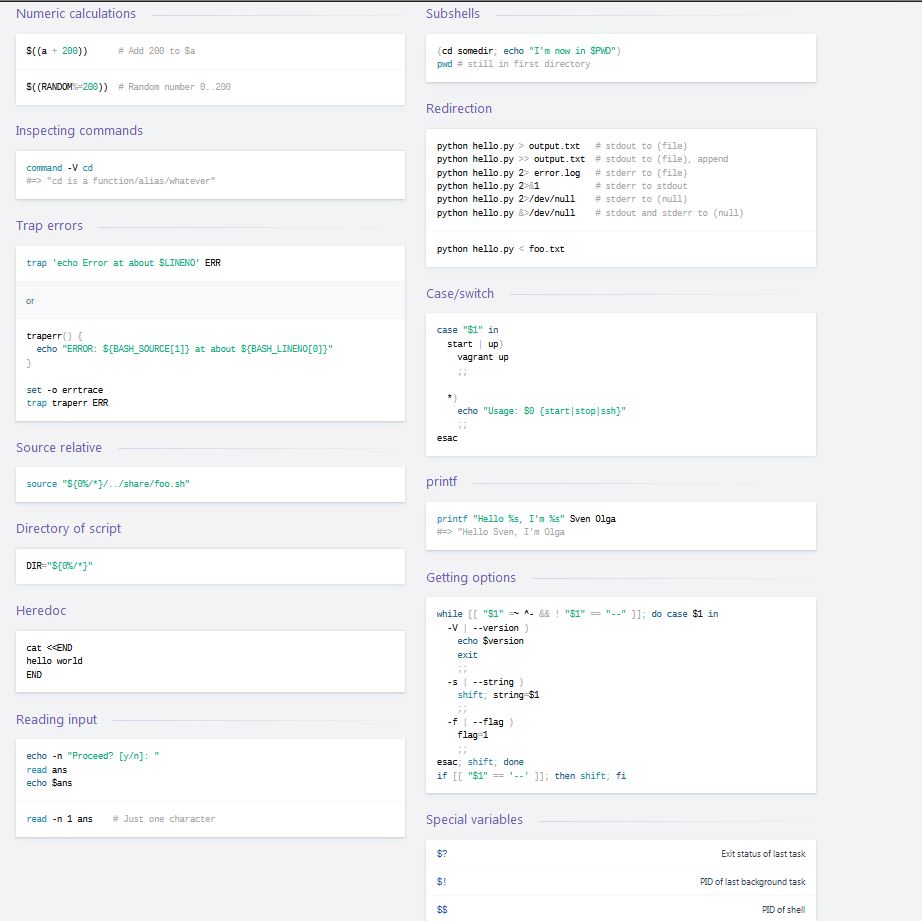 Numeric calculations
$((a + 200))      # Add 200 to $a
$((RANDOM%=200))  # Random number 0..200
Inspecting commands
command -V cd
#=> "cd is a function/alias/whatever"
Trap errors
trap 'echo Error at about $LINENO' ERR
or
traperr() {
  echo "ERROR: ${BASH_SOURCE[1]} at about ${BASH_LINENO[0]}"
}
set -o errtrace
trap traperr ERR
Source relative
source "${0%/*}/../share/foo.sh"
Directory of script
DIR="${0%/*}"
Heredoc
cat <<END
hello world
END
Reading input
echo -n "Proceed? [y/n]: "
read ans
echo $ans
read -n 1 ans    # Just one character
Subshells
(cd somedir; echo "I'm now in $PWD")
pwd # still in first directory
Redirection
python hello.py > output.txt   # stdout to (file)
python hello.py >> output.txt  # stdout to (file), append
python hello.py 2> error.log   # stderr to (file)
python hello.py 2>&1           # stderr to stdout
python hello.py 2>/dev/null    # stderr to (null)
python hello.py &>/dev/null    # stdout and stderr to (null)
python hello.py < foo.txt
Case/switch
case "$1" in
  start | up)
    vagrant up
    ;;
  *)
    echo "Usage: $0 {start|stop|ssh}"
    ;;
esac
printf
printf "Hello %s, I'm %s" Sven Olga
#=> "Hello Sven, I'm Olga
Getting options
while [[ "$1" =~ ^- && ! "$1" == "--" ]]; do case $1 in
  -V | --version )
    echo $version
    exit
    ;;
  -s | --string )
    shift; string=$1
    ;;
  -f | --flag )
    flag=1
    ;;
esac; shift; done
if [[ "$1" == '--' ]]; then shift; fi
Special variables
$? Exit status of last task
$! PID of last background task
$$ PID of shell